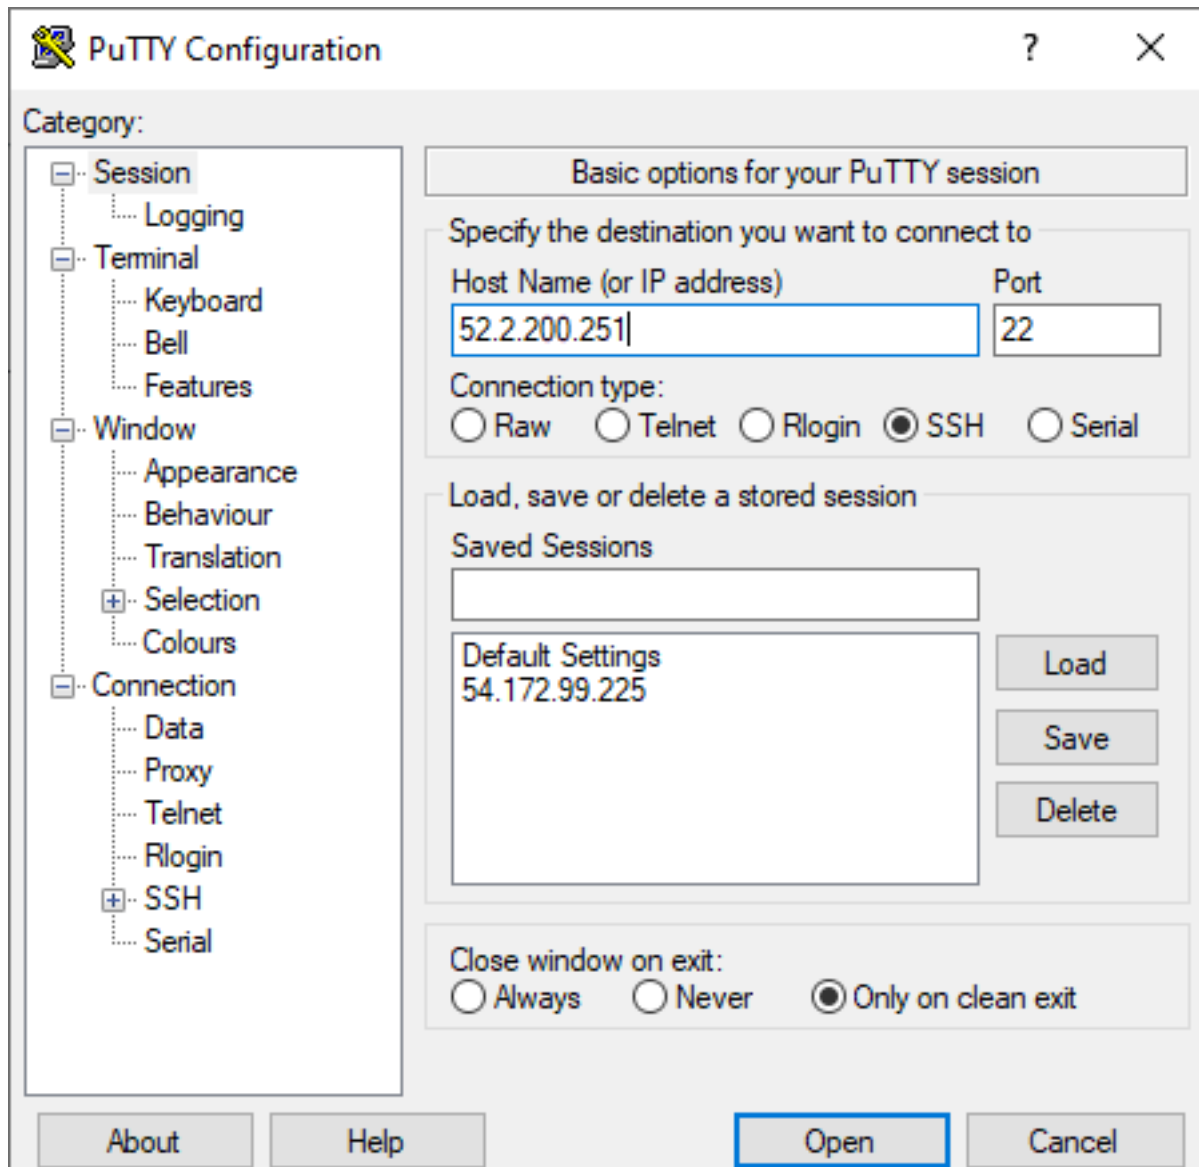 PuTTY Configuration
?
Category:
Session
Logging
Terminal
Keyboard
Bell
Features
Window
Appearance
Behaviour
Translation
Selection
Colours
Connection
Data
Proxy
Telnet
Rlogin
SSH
Serial
Basic options for your PuTTY session
Specify the destination you want to connect to
Host Name (or IP address) Port
52.2.200.251 22
Connection type:
Raw Telnet Rlogin SSH Serial
Load, save or delete a stored session
Saved Sessions
Default Settings
54.172.99.225
Load
Save
Delete
Close window on exit:
Always Never Only on clean exit
About Help Open Cancel